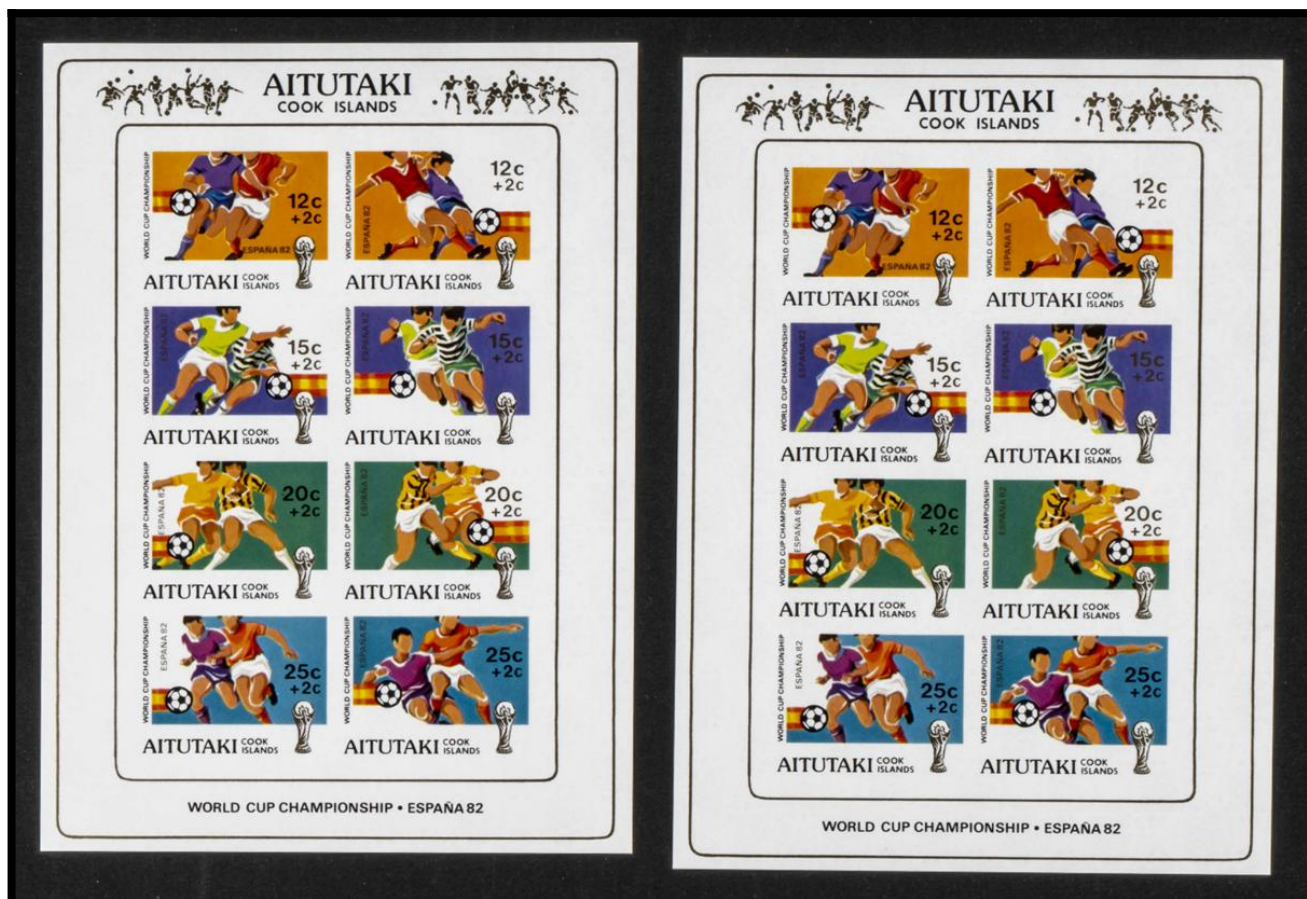 AITUTAKI
COOK ISLANDS
WORLD CUP CHAMPIONSHIP
12c
+2c
ESPAÑA 82
AITUTAKI COOK ISLANDS
WORLD CUP CHAMPIONSHIP
12c
+2c
ESPAÑA 82
AITUTAKI COOK ISLANDS
WORLD CUP CHAMPIONSHIP
ESPAÑA 82
15c
+2c
AITUTAKI COOK ISLANDS
WORLD CUP CHAMPIONSHIP
ESPAÑA 82
15c
+2c
AITUTAKI COOK ISLANDS
WORLD CUP CHAMPIONSHIP
ESPAÑA 82
20c
+2c
AITUTAKI COOK ISLANDS
WORLD CUP CHAMPIONSHIP
ESPAÑA 82
20c
+2c
AITUTAKI COOK ISLANDS
WORLD CUP CHAMPIONSHIP
ESPAÑA 82
25c
+2c
AITUTAKI COOK ISLANDS
WORLD CUP CHAMPIONSHIP
ESPAÑA 82
25c
+2c
AITUTAKI COOK ISLANDS
WORLD CUP CHAMPIONSHIP • ESPAÑA 82
AITUTAKI
COOK ISLANDS
WORLD CUP CHAMPIONSHIP
12c
+2c
ESPAÑA 82
AITUTAKI COOK ISLANDS
WORLD CUP CHAMPIONSHIP
12c
+2c
ESPAÑA 82
AITUTAKI COOK ISLANDS
WORLD CUP CHAMPIONSHIP
ESPAÑA 82
15c
+2c
AITUTAKI COOK ISLANDS
WORLD CUP CHAMPIONSHIP
ESPAÑA 82
15c
+2c
AITUTAKI COOK ISLANDS
WORLD CUP CHAMPIONSHIP
ESPAÑA 82
20c
+2c
AITUTAKI COOK ISLANDS
WORLD CUP CHAMPIONSHIP
ESPAÑA 82
20c
+2c
AITUTAKI COOK ISLANDS
WORLD CUP CHAMPIONSHIP
ESPAÑA 82
25c
+2c
AITUTAKI COOK ISLANDS
WORLD CUP CHAMPIONSHIP
ESPAÑA 82
25c
+2c
AITUTAKI COOK ISLANDS
WORLD CUP CHAMPIONSHIP • ESPAÑA 82